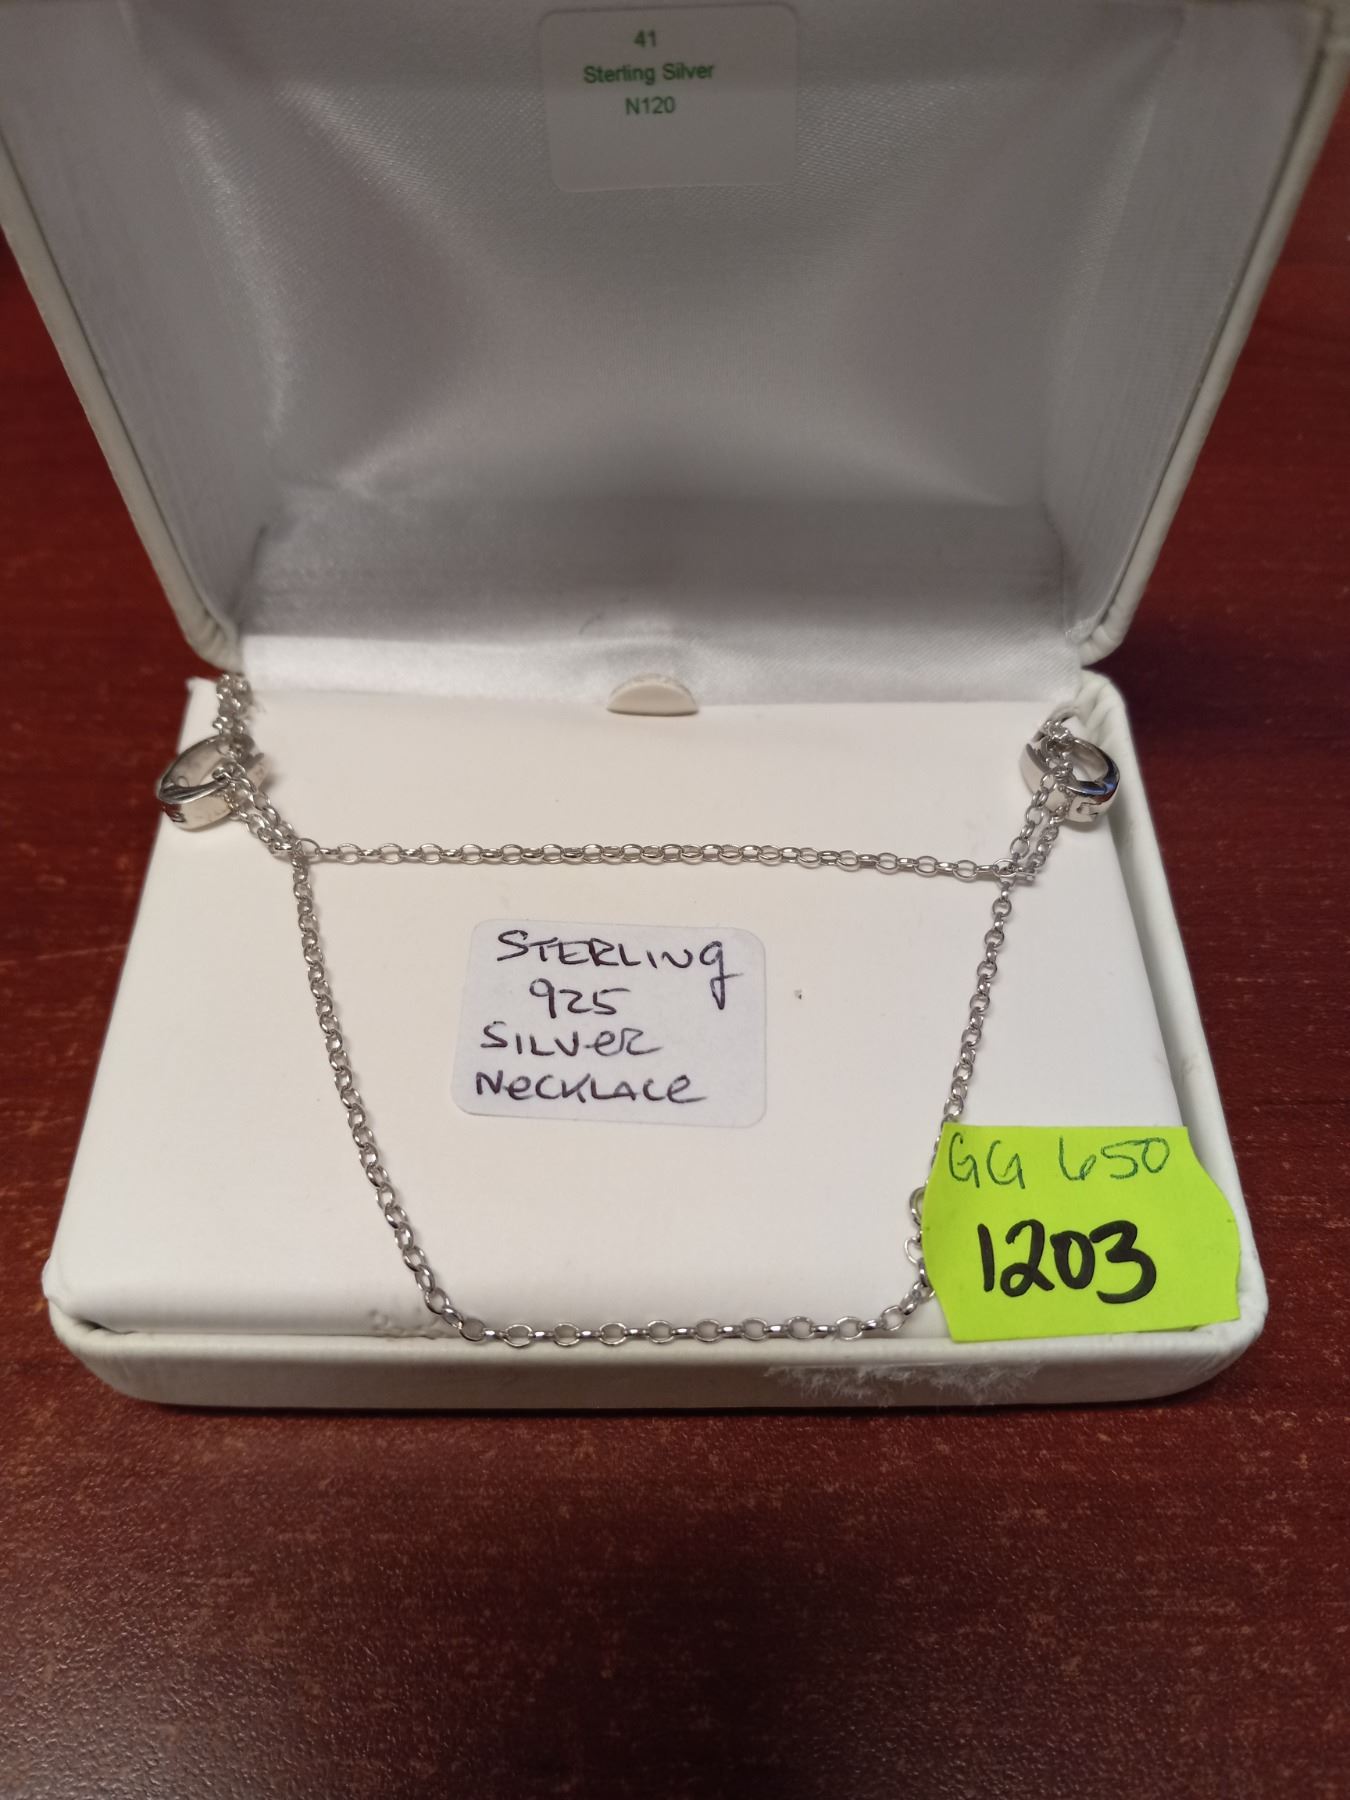 41
Sterling Silver
N120
STERLINg
925
SILVeR
NeCKLACe
GG 650
1203